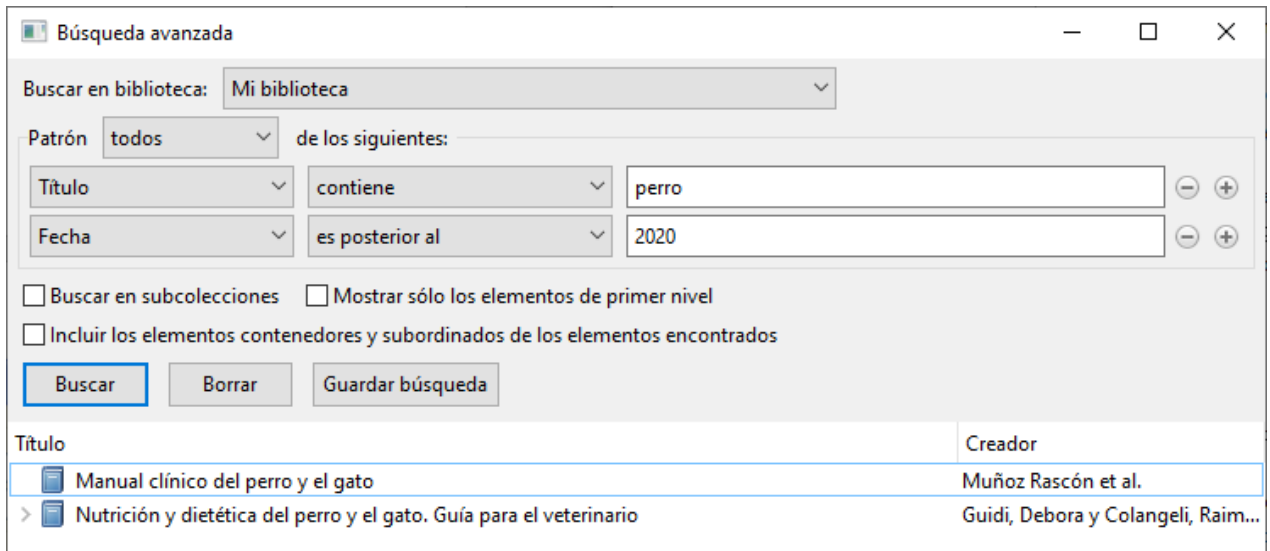 Búsqueda avanzada
Buscar en biblioteca: Mi biblioteca
Patrón todos de los siguientes:
Título contiene perro
Fecha es posterior al 2020
Buscar en subcolecciones Mostrar sólo los elementos de primer nivel
Incluir los elementos contenedores y subordinados de los elementos encontrados
Buscar Borrar Guardar búsqueda
Título Creador
Manual clínico del perro y el gato Muñoz Rascón et al.
Nutrición y dietética del perro y el gato. Guía para el veterinario Guidi, Debora y Colangeli, Raim...